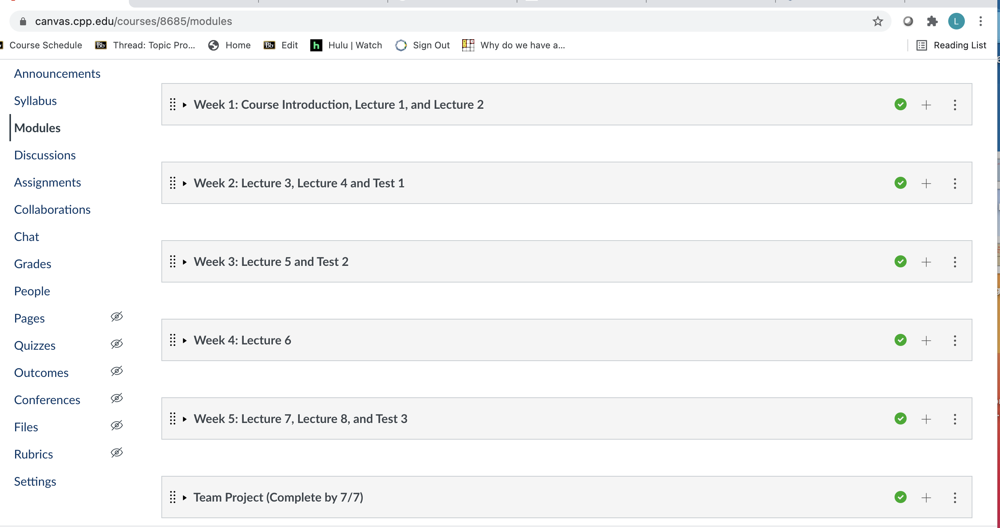 canvas.cpp.edu/courses/8685/modules
L
Course Schedule
Bb
Thread: Topic Pro...
Home
Bb
Edit
h
Hulu | Watch
Sign Out
Why do we have a...
Reading List
Announcements
Syllabus
Modules
Discussions
Assignments
Collaborations
Chat
Grades
People
Pages
Quizzes
Outcomes
Conferences
Files
Rubrics
Settings
Week 1: Course Introduction, Lecture 1, and Lecture 2
Week 2: Lecture 3, Lecture 4 and Test 1
Week 3: Lecture 5 and Test 2
Week 4: Lecture 6
Week 5: Lecture 7, Lecture 8, and Test 3
Team Project (Complete by 7/7)